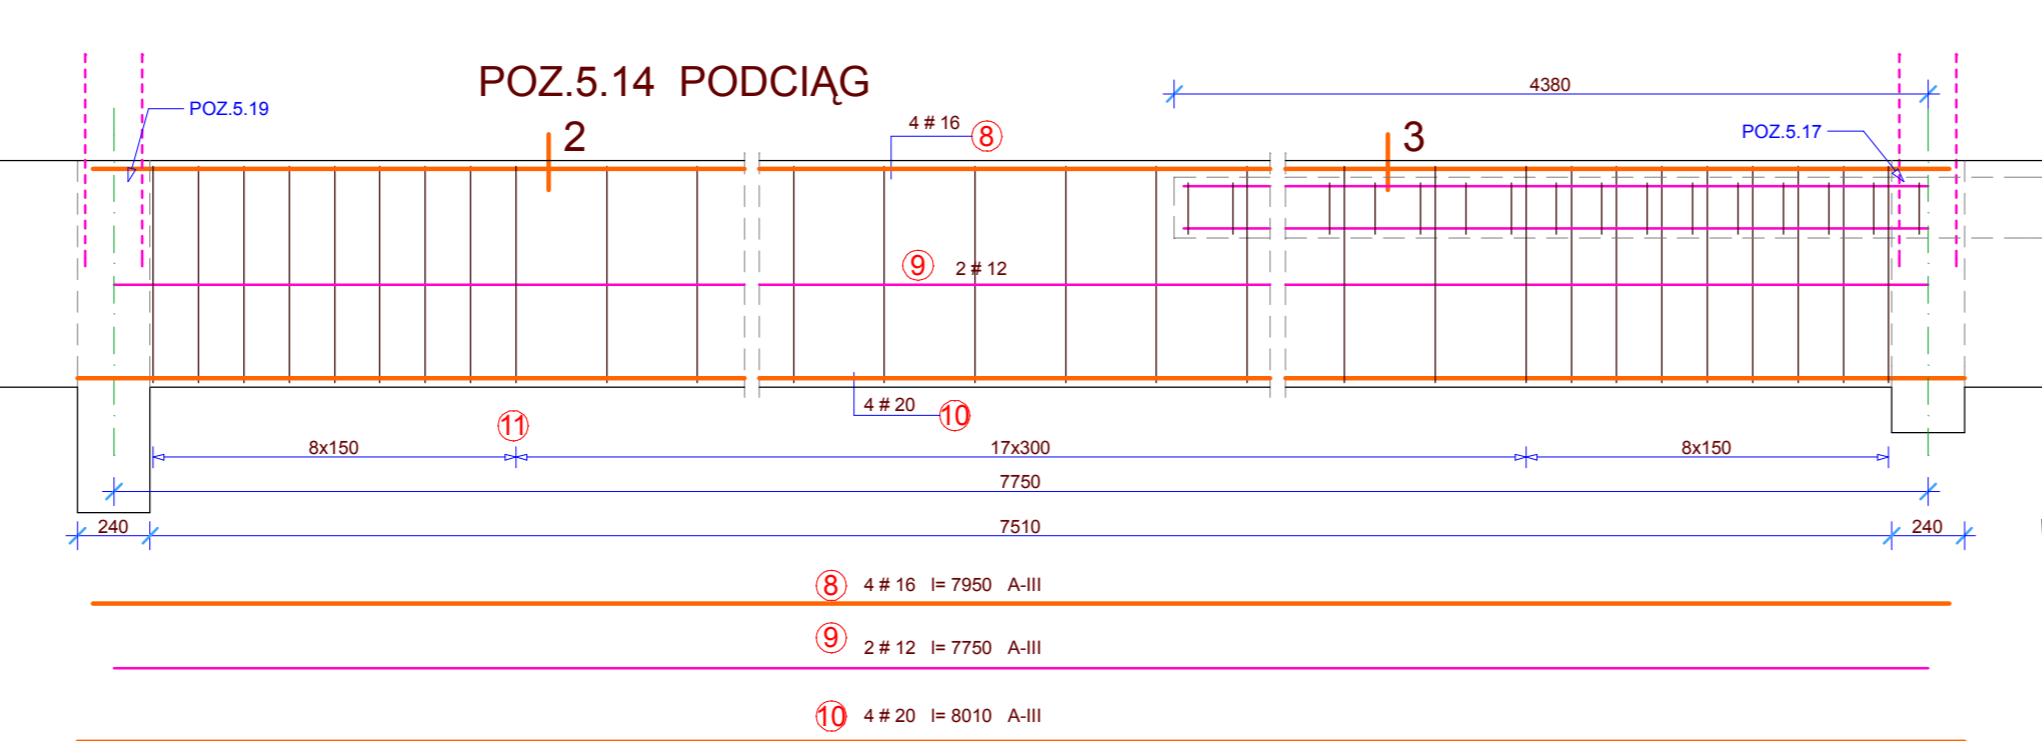 POZ.5.14 PODCIĄG
4380
POZ.5.19
2
4 # 16 8
3
POZ.5.17
9 2 # 12
4 # 20 10
11
8x150 17x300 8x150
7750
240 7510 240
8 4 # 16 l= 7950 A-III
9 2 # 12 l= 7750 A-III
10 4 # 20 l= 8010 A-III